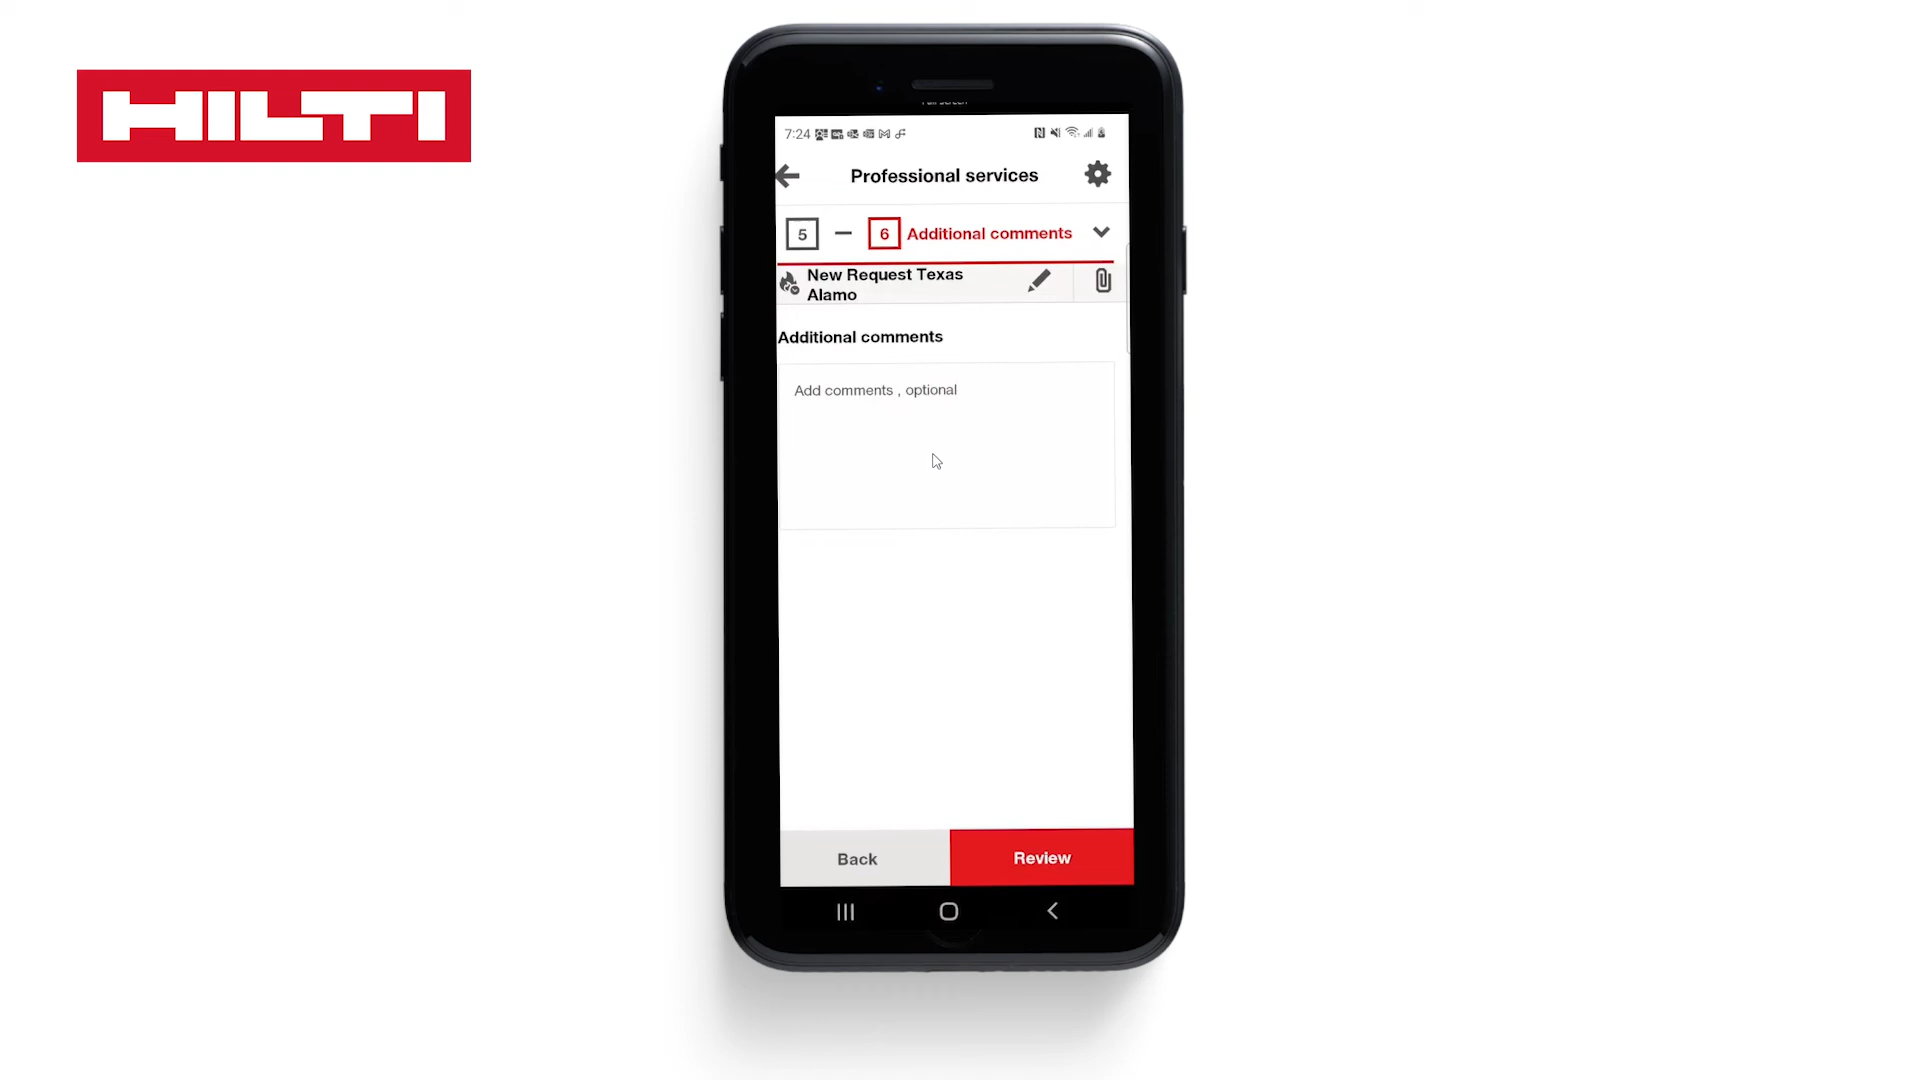 HILTI
7:24
Professional services
5
6 Additional comments
New Request Texas
Alamo
Additional comments
Add comments , optional
Back
Review